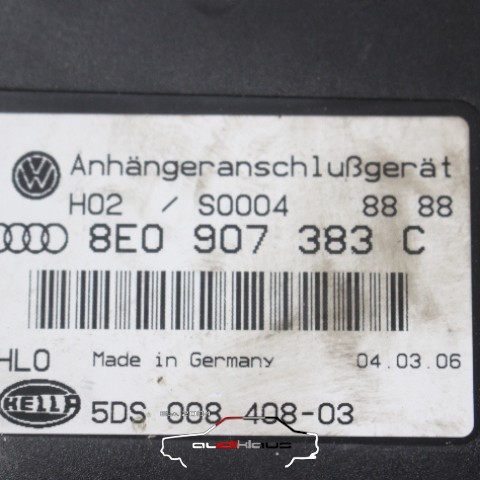 Anhängeranschlußgerät
H02 / S0004 88 88
8E0 907 383 C
HLO Made in Germany 04.03.06
HELLA 5DS 008 408-03
audiklaus